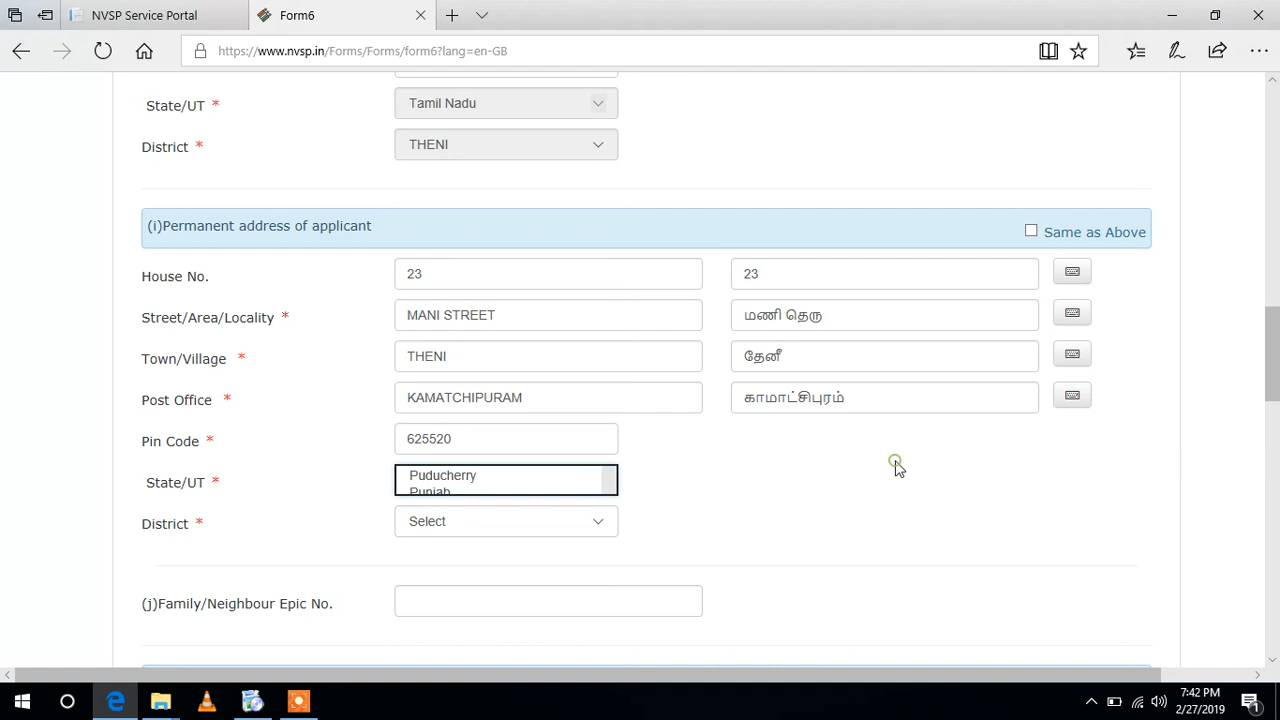 NVSP Service Portal
Form6
https://www.nvsp.in/Forms/Forms/form6?lang=en-GB
State/UT * Tamil Nadu
District * THENI
(i)Permanent address of applicant
Same as Above
House No. 23 23
Street/Area/Locality * MANI STREET மணி தெரு
Town/Village * THENI தேனீ
Post Office * KAMATCHIPURAM காமாட்சிபுரம்
Pin Code * 625520
State/UT * Puducherry
Punjab
District * Select
(j)Family/Neighbour Epic No.
7:42 PM
2/27/2019
1